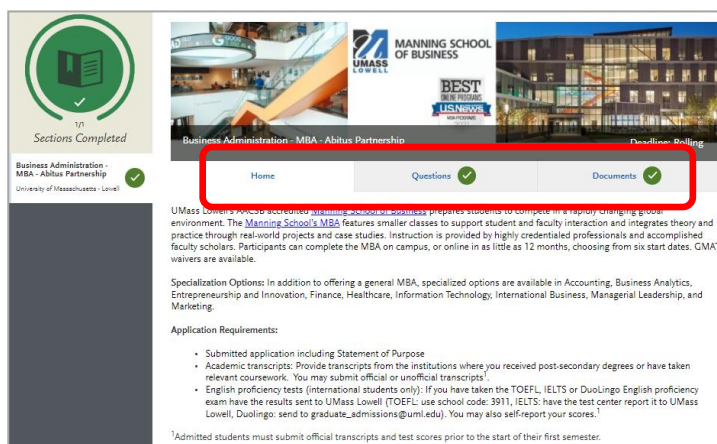 1/1
Sections Completed
Business Administration -
MBA - Abitus Partnership
University of Massachusetts - Lowell
UMASS
LOWELL
MANNING SCHOOL
OF BUSINESS
BEST
ONLINE PROGRAMS
U.S.News
MBA PROGRAMS
Business Administration - MBA - Abitus Partnership
Deadline: Rolling
Home
Questions
Documents
UMass Lowell's AACSB accredited Manning School of Business prepares students to compete in a rapidly changing global
environment. The Manning School's MBA features smaller classes to support student and faculty interaction and integrates theory and
practice through real-world projects and case studies. Instruction is provided by highly credentialed professionals and accomplished
faculty scholars. Participants can complete the MBA on campus, or online in as little as 12 months, choosing from six start dates. GMAT
waivers are available.
Specialization Options: In addition to offering a general MBA, specialized options are available in Accounting, Business Analytics,
Entrepreneurship and Innovation, Finance, Healthcare, Information Technology, International Business, Managerial Leadership, and
Marketing.
Application Requirements:
• Submitted application including Statement of Purpose
• Academic transcripts: Provide transcripts from the institutions where you received post-secondary degrees or have taken
relevant coursework. You may submit official or unofficial transcripts¹.
• English proficiency tests (international students only): If you have taken the TOEFL, IELTS or DuoLingo English proficiency
exam have the results sent to UMass Lowell (TOEFL: use school code: 3911, IELTS: have the test center report it to UMass
Lowell, Duolingo: send to graduate_admissions@uml.edu). You may also self-report your scores.¹
¹Admitted students must submit official transcripts and test scores prior to the start of their first semester.